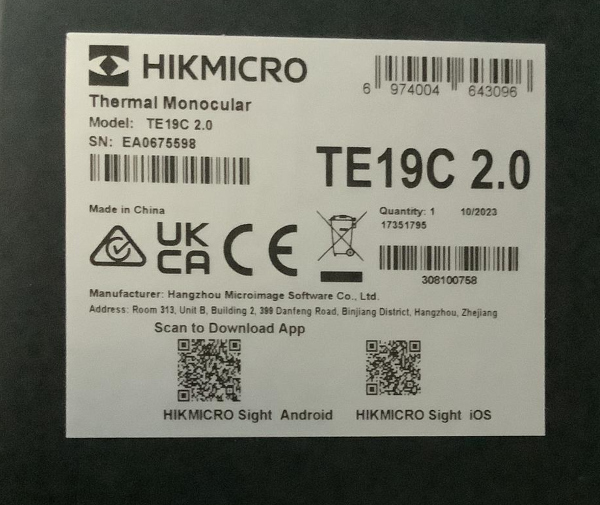 HIKMICRO
6 974004 643096
Thermal Monocular
Model: TE19C 2.0
SN: EA0675598
TE19C 2.0
Made in China
UK
CA
CE
Quantity: 1 10/2023
17351795
308100758
Manufacturer: Hangzhou Microimage Software Co., Ltd.
Address: Room 313, Unit B, Building 2, 399 Danfeng Road, Binjiang District, Hangzhou, Zhejiang
Scan to Download App
HIKMICRO Sight Android
HIKMICRO Sight iOS